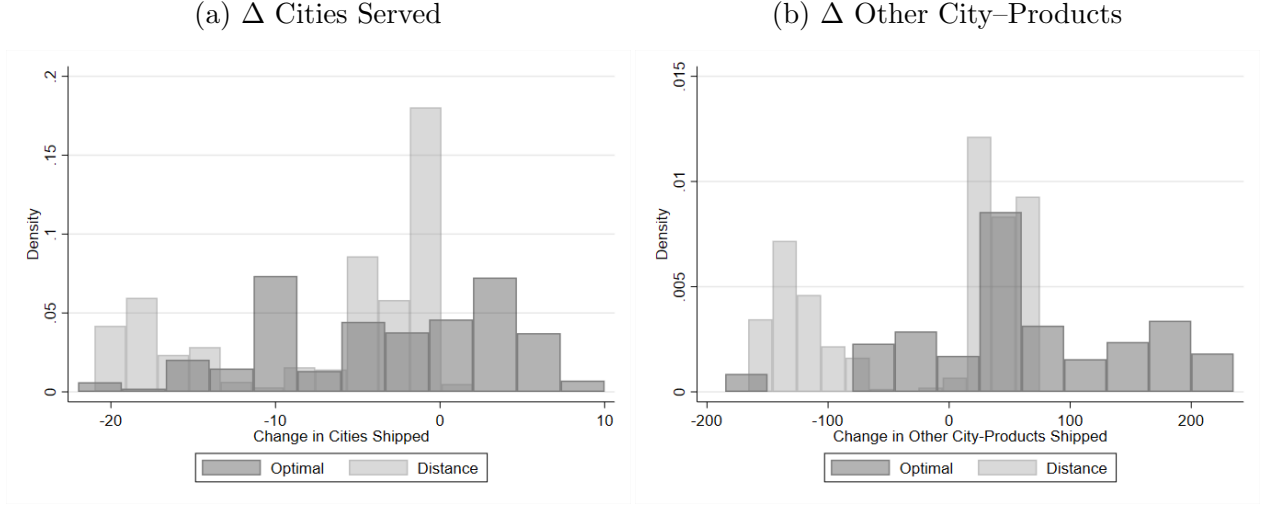 (a) Δ Cities Served
.2
.15
.1
.05
0
Density
-20 -10 0 10
Change in Cities Shipped
Optimal Distance
(b) Δ Other City–Products
.015
.01
.005
0
Density
-200 -100 0 100 200
Change in Other City-Products Shipped
Optimal Distance